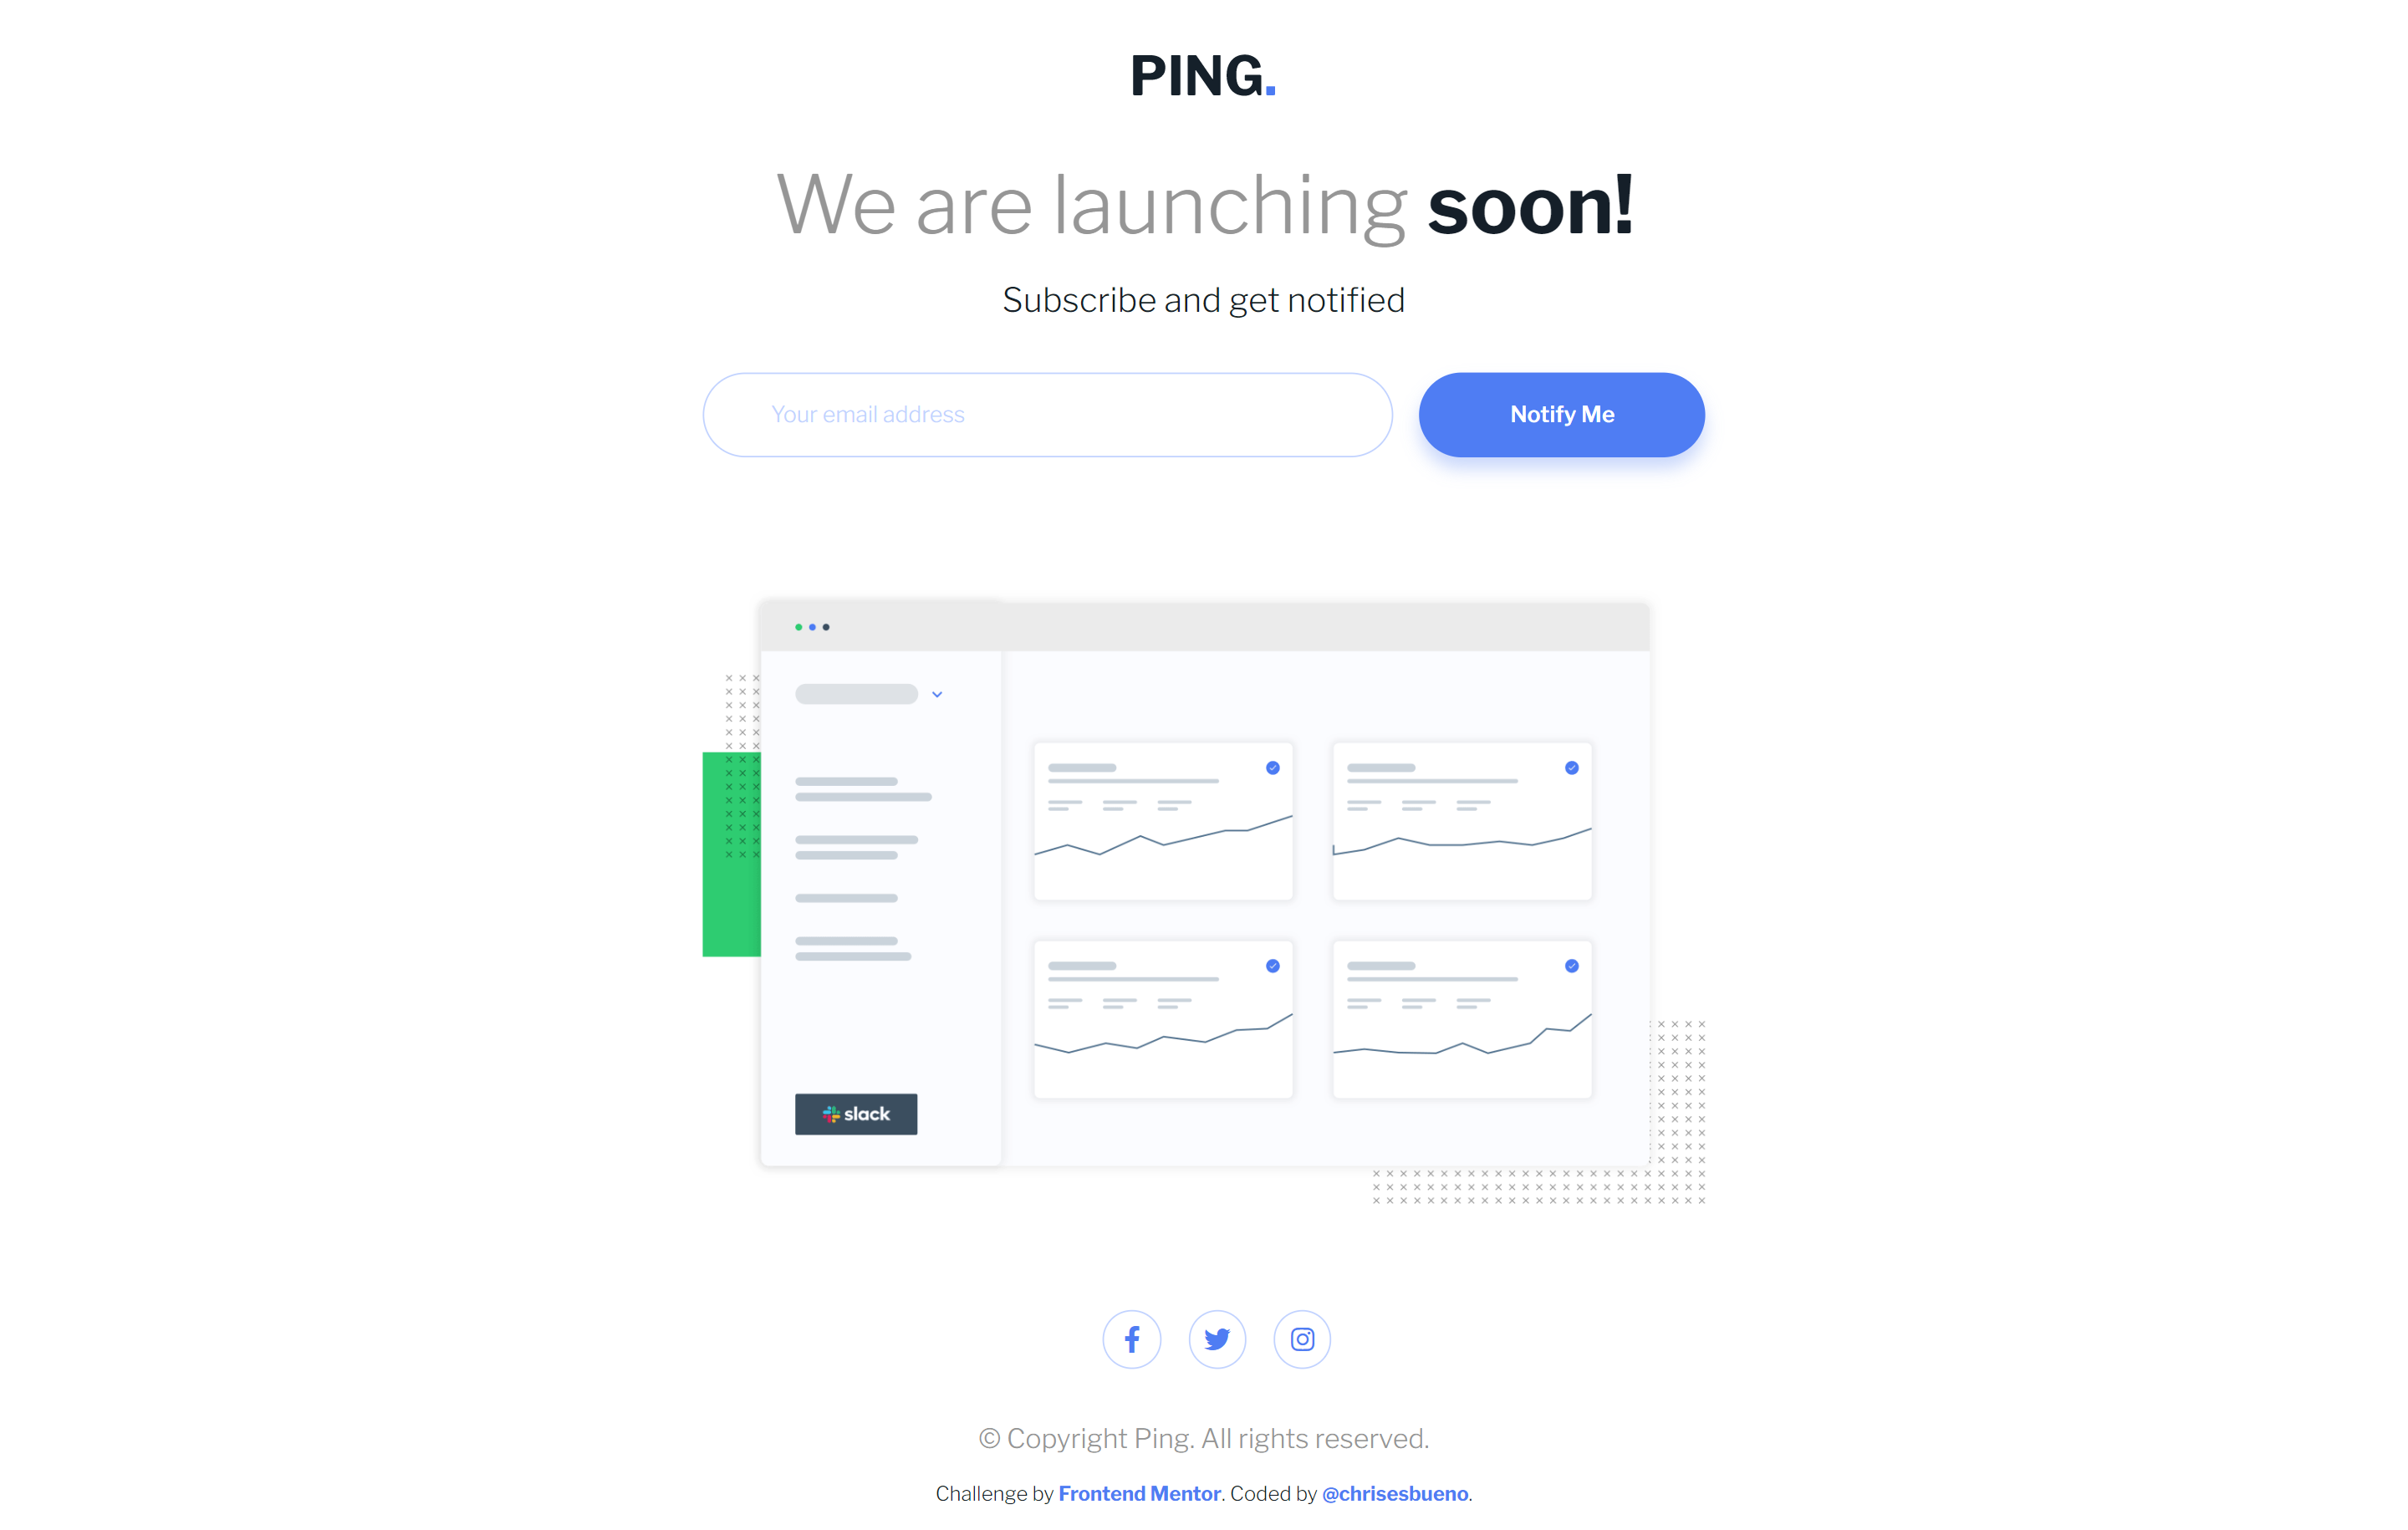 PING.
We are launching soon!
Subscribe and get notified
Your email address
Notify Me
slack
© Copyright Ping. All rights reserved.
Challenge by Frontend Mentor. Coded by @chrisesbueno.